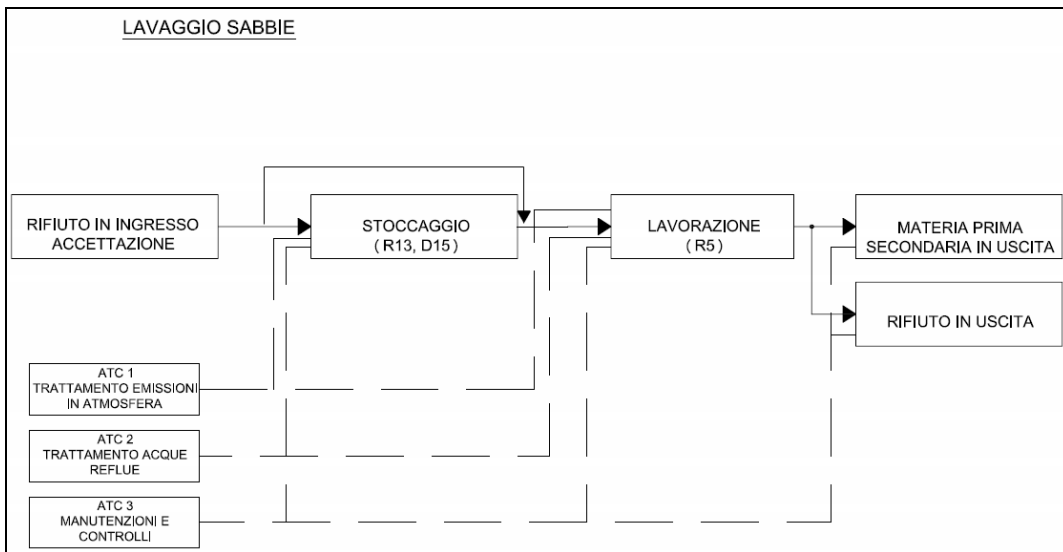 LAVAGGIO SABBIE
RIFIUTO IN INGRESSO
ACCETTAZIONE
STOCCAGGIO
( R13, D15 )
LAVORAZIONE
( R5 )
MATERIA PRIMA
SECONDARIA IN USCITA
RIFIUTO IN USCITA
ATC 1
TRATTAMENTO EMISSIONI
IN ATMOSFERA
ATC 2
TRATTAMENTO ACQUE
REFLUE
ATC 3
MANUTENZIONI E
CONTROLLI